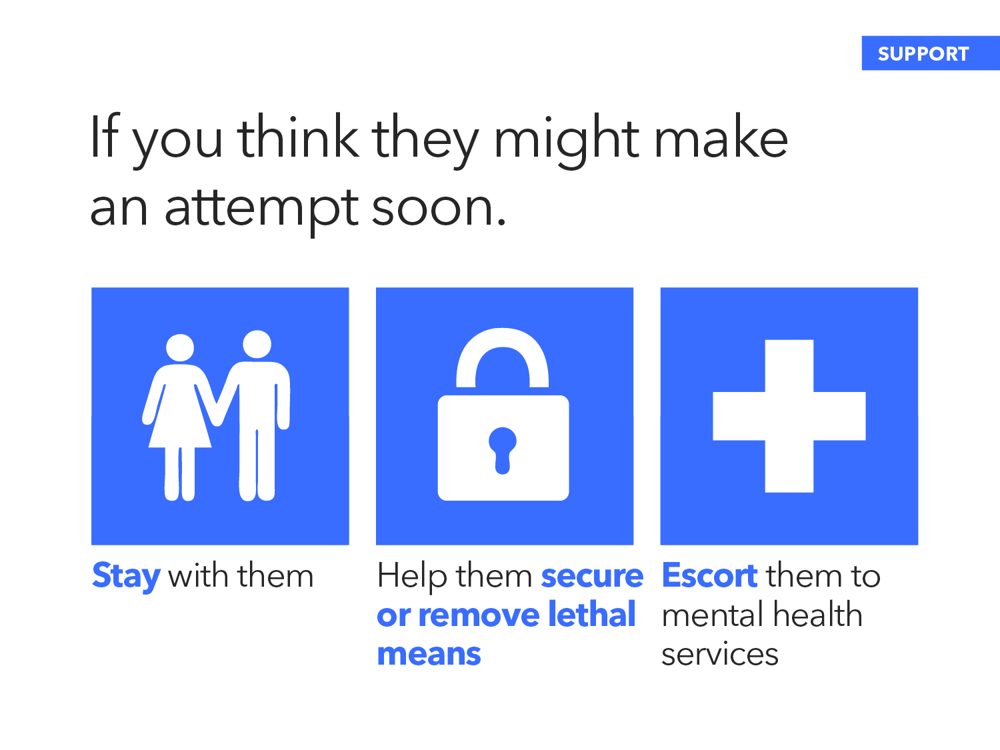 SUPPORT
If you think they might make
an attempt soon.
Stay with them
Help them secure
or remove lethal
means
Escort them to
mental health
services